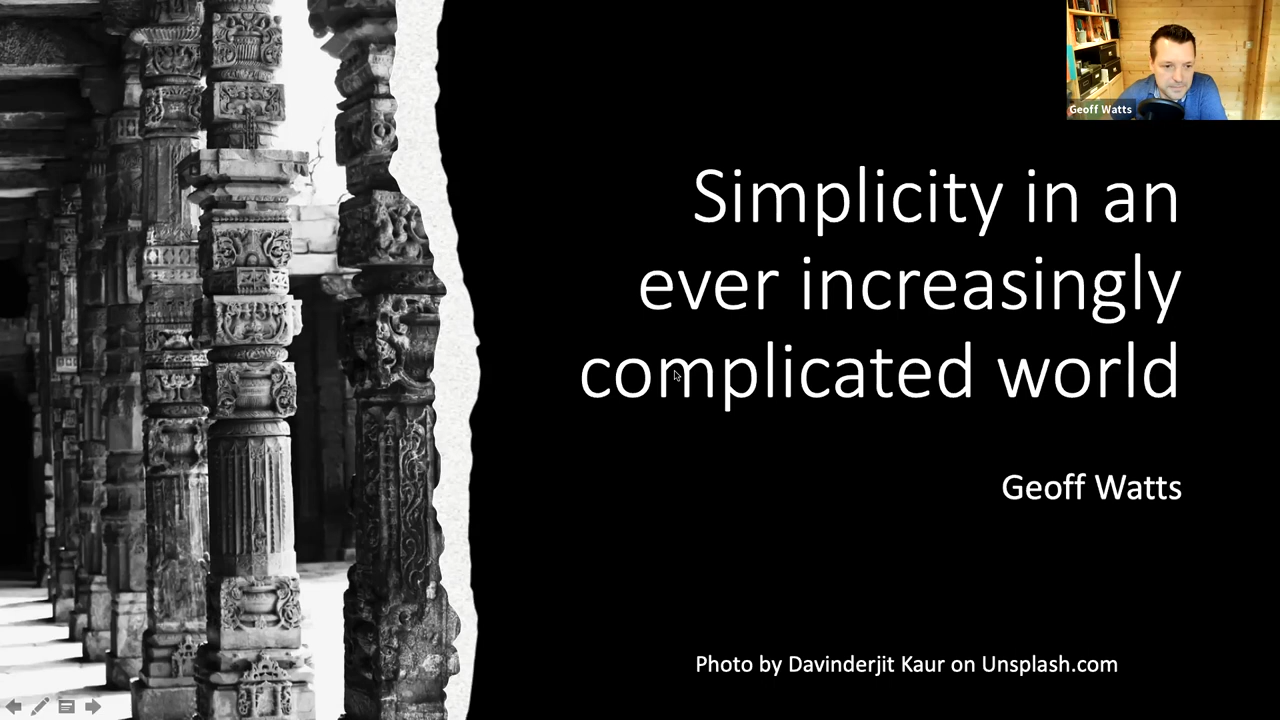 Geoff Watts
Simplicity in an
ever increasingly
complicated world
Geoff Watts
Photo by Davinderjit Kaur on Unsplash.com